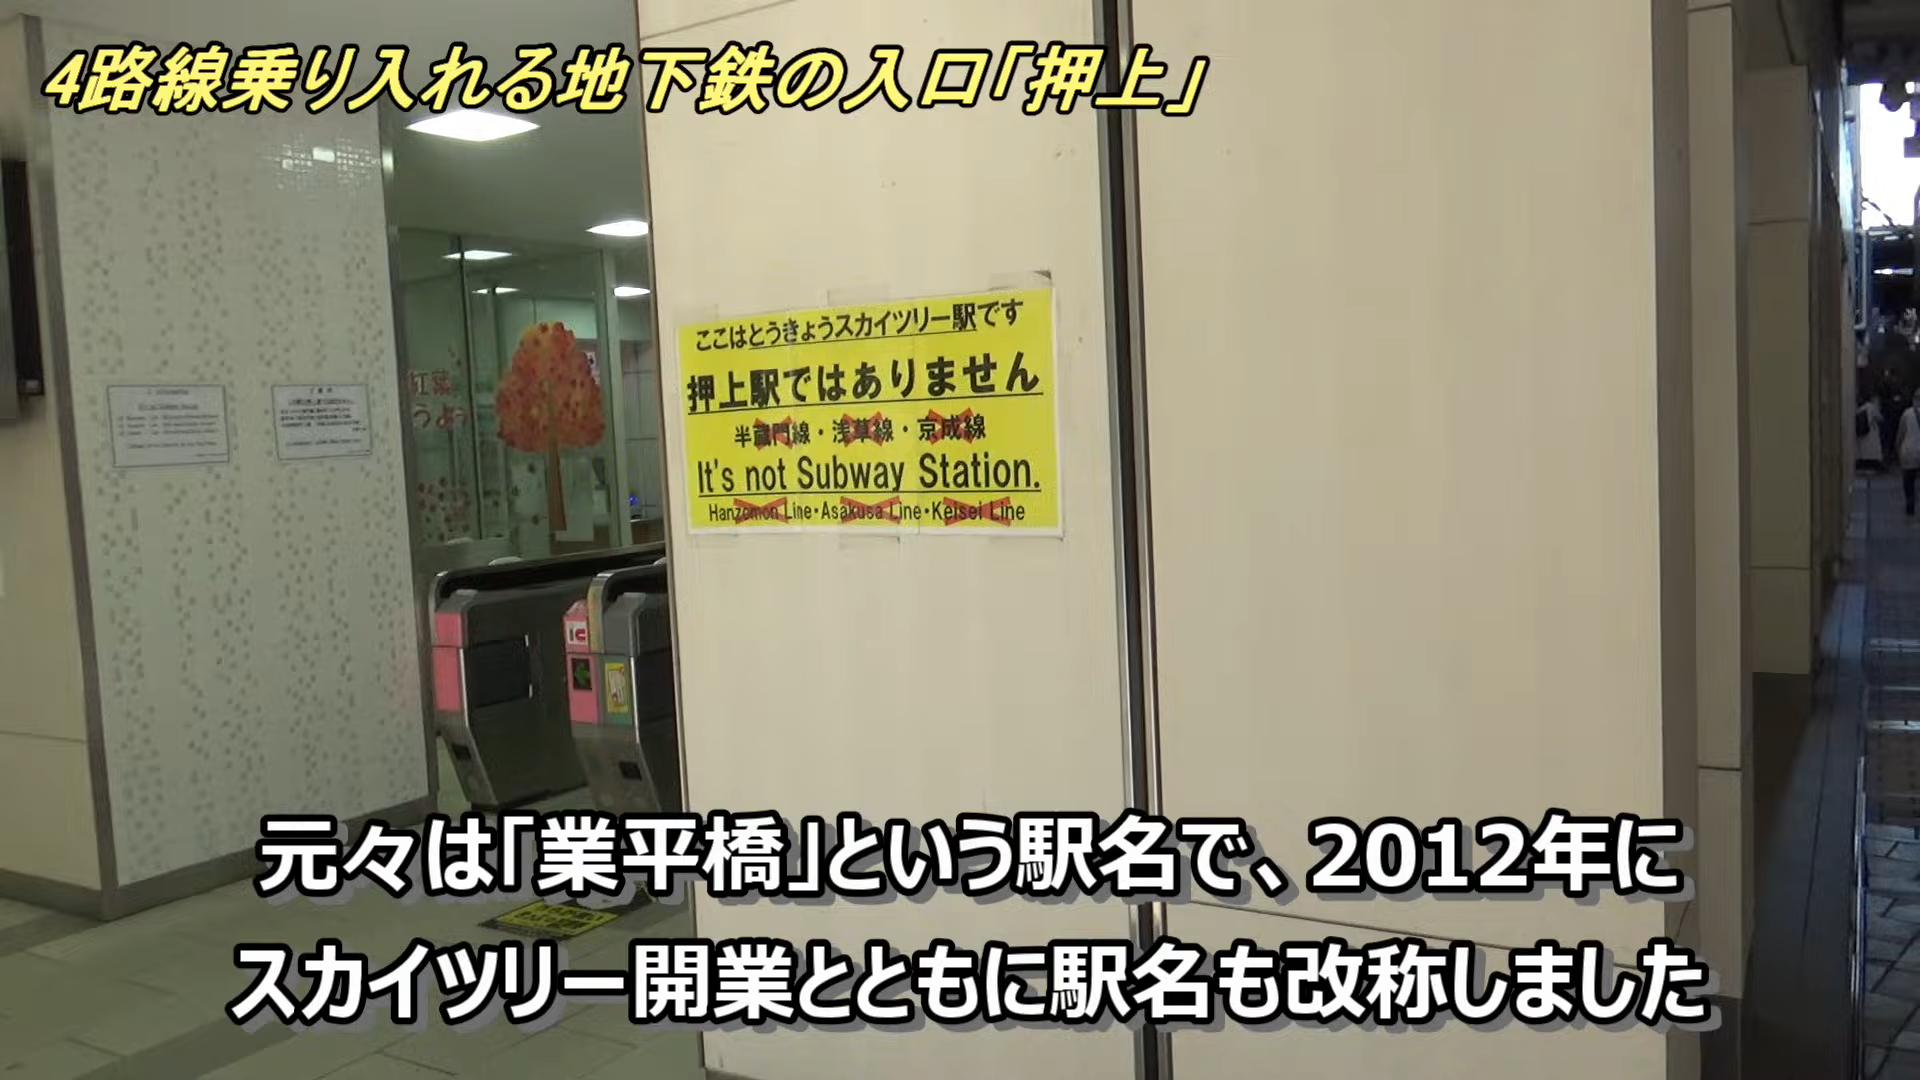 4路線乗り入れる地下鉄の入口「押上」
ここはとうきょうスカイツリー駅です
押上駅ではありません
半蔵門線・浅草線・京成線
It's not Subway Station.
Hanzomon Line・Asakusa Line・Keisei Line
紅葉
元々は「業平橋」という駅名で、2012年に
スカイツリー開業とともに駅名も改称しました